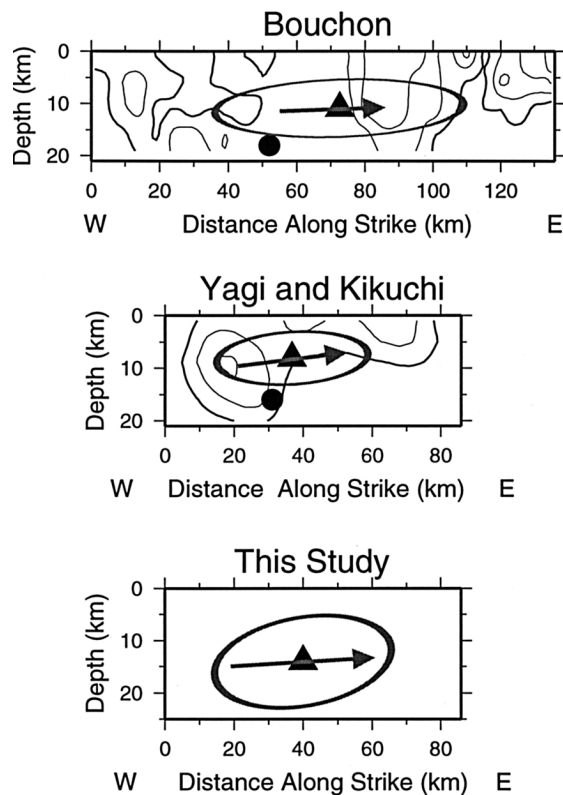 Bouchon
0
10
20
Depth (km)
0 20 40 60 80 100 120
W Distance Along Strike (km) E
Yagi and Kikuchi
0
10
20
Depth (km)
0 20 40 60 80
W Distance Along Strike (km) E
This Study
0
10
20
Depth (km)
0 20 40 60 80
W Distance Along Strike (km) E